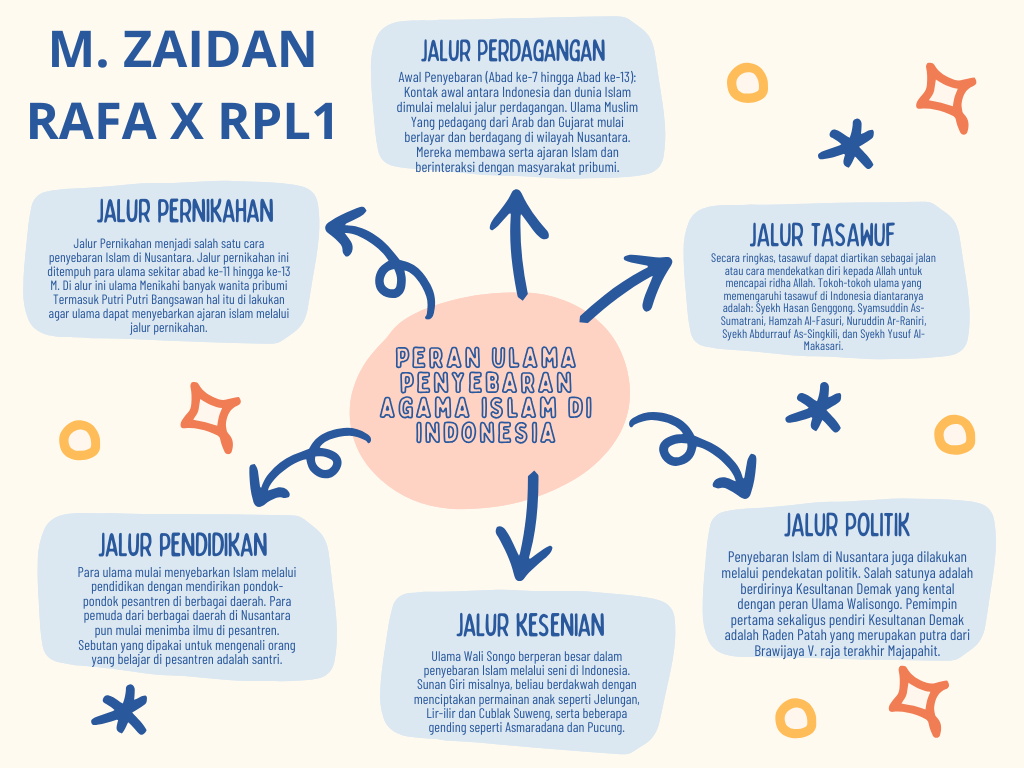 M. ZAIDAN
RAFA X RPL1
JALUR PERDAGANGAN
Awal Penyebaran (Abad ke-7 hingga Abad ke-13):
Kontak awal antara Indonesia dan dunia Islam
dimulai melalui jalur perdagangan. Ulama Muslim
Yang pedagang dari Arab dan Gujarat mulai
berlayar dan berdagang di wilayah Nusantara.
Mereka membawa serta ajaran Islam dan
berinteraksi dengan masyarakat pribumi.
JALUR PERNIKAHAN
Jalur Pernikahan menjadi salah satu cara
penyebaran Islam di Nusantara. Jalur pernikahan ini
ditempuh para ulama sekitar abad ke-11 hingga ke-13
M. Di alur ini ulama Menikahi banyak wanita pribumi
Termasuk Putri Putri Bangsawan hal itu di lakukan
agar ulama dapat menyebarkan ajaran islam melalui
jalur pernikahan.
JALUR TASAWUF
Secara ringkas, tasawuf dapat diartikan sebagai jalan
atau cara mendekatkan diri kepada Allah untuk
mencapai ridha Allah. Tokoh-tokoh ulama yang
memengaruhi tasawuf di Indonesia diantaranya
adalah: Syekh Hasan Genggong. Syamsuddin As-
Sumatrani, Hamzah Al-Fasuri, Nuruddin Ar-Raniri,
Syekh Abdurrauf As-Singkili, dan Syekh Yusuf Al-
Makasari.
PERAN ULAMA
PENYEBARAN
AGAMA ISLAM DI
INDONESIA
JALUR PENDIDIKAN
Para ulama mulai menyebarkan Islam melalui
pendidikan dengan mendirikan pondok-
pondok pesantren di berbagai daerah. Para
pemuda dari berbagai daerah di Nusantara
pun mulai menimba ilmu di pesantren.
Sebutan yang dipakai untuk mengenali orang
yang belajar di pesantren adalah santri.
JALUR KESENIAN
Ulama Wali Songo berperan besar dalam
penyebaran Islam melalui seni di Indonesia.
Sunan Giri misalnya, beliau berdakwah dengan
menciptakan permainan anak seperti Jelungan,
Lir-ilir dan Cublak Suweng, serta beberapa
gending seperti Asmaradana dan Pucung.
JALUR POLITIK
Penyebaran Islam di Nusantara juga dilakukan
melalui pendekatan politik. Salah satunya adalah
berdirinya Kesultanan Demak yang kental
dengan peran Ulama Walisongo. Pemimpin
pertama sekaligus pendiri Kesultanan Demak
adalah Raden Patah yang merupakan putra dari
Brawijaya V. raja terakhir Majapahit.